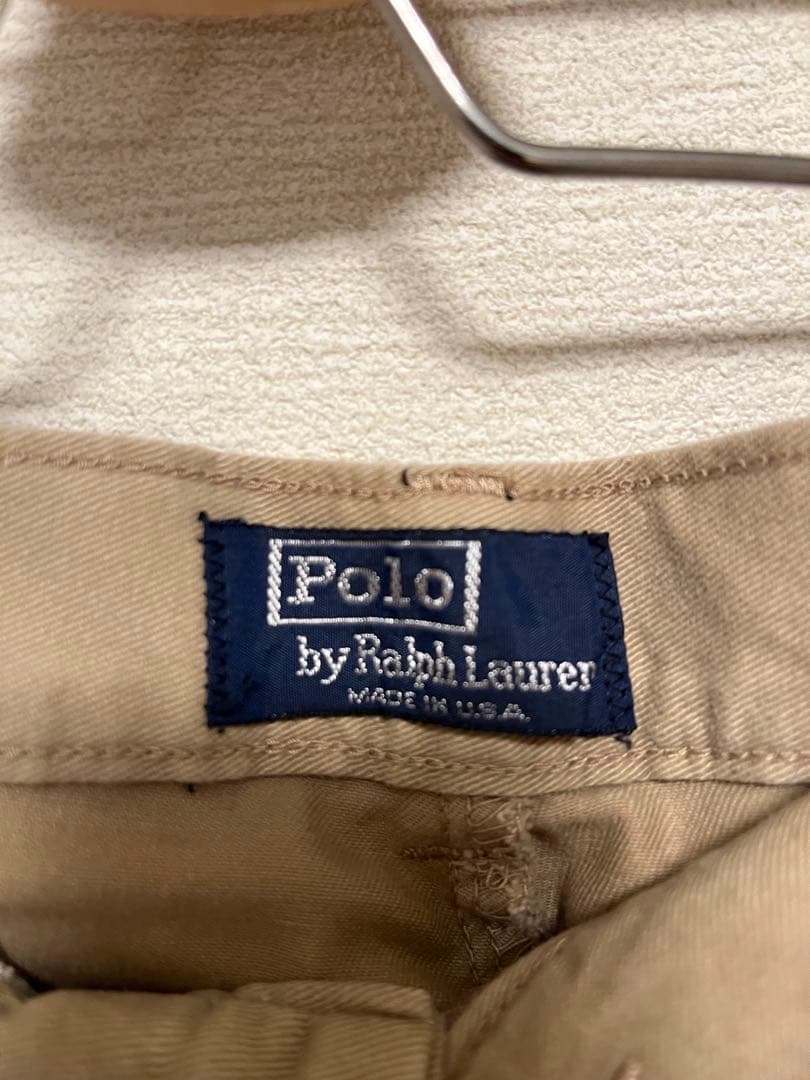 Polo
by Ralph Lauren
MADE IN U.S.A.